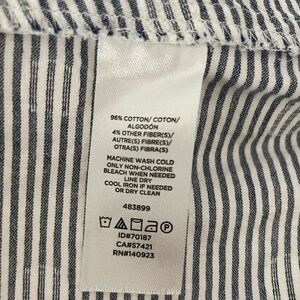 96% COTTON/ COTON/
ALGODÓN
4% OTHER FIBER(S)/
AUTRE(S) FIBRE(S)/
OTRA(S) FIBRA(S)
MACHINE WASH COLD
ONLY NON-CHLORINE
BLEACH WHEN NEEDED
LINE DRY
COOL IRON IF NEEDED
OR DRY CLEAN
483899
P
ID#70187
CA#57421
RN#140923